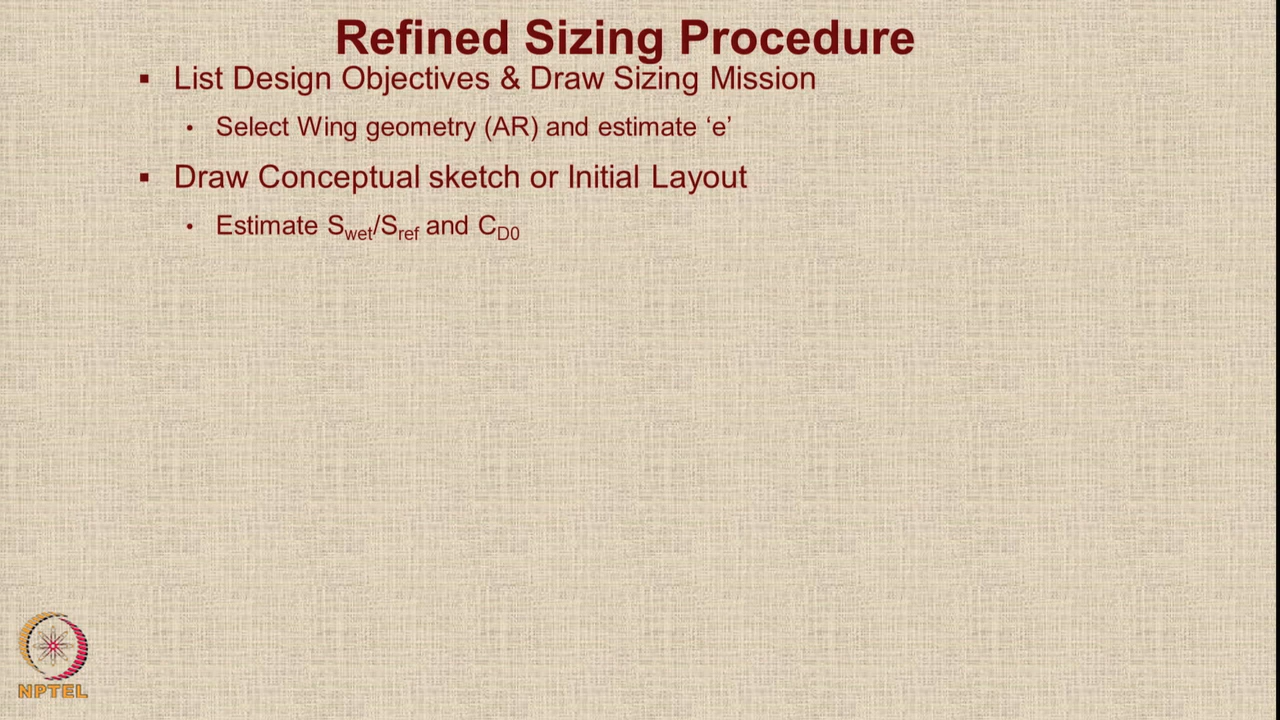 Refined Sizing Procedure
▪ List Design Objectives & Draw Sizing Mission
• Select Wing geometry (AR) and estimate ‘e’
▪ Draw Conceptual sketch or Initial Layout
• Estimate Swet/Sref and CD0
NPTEL